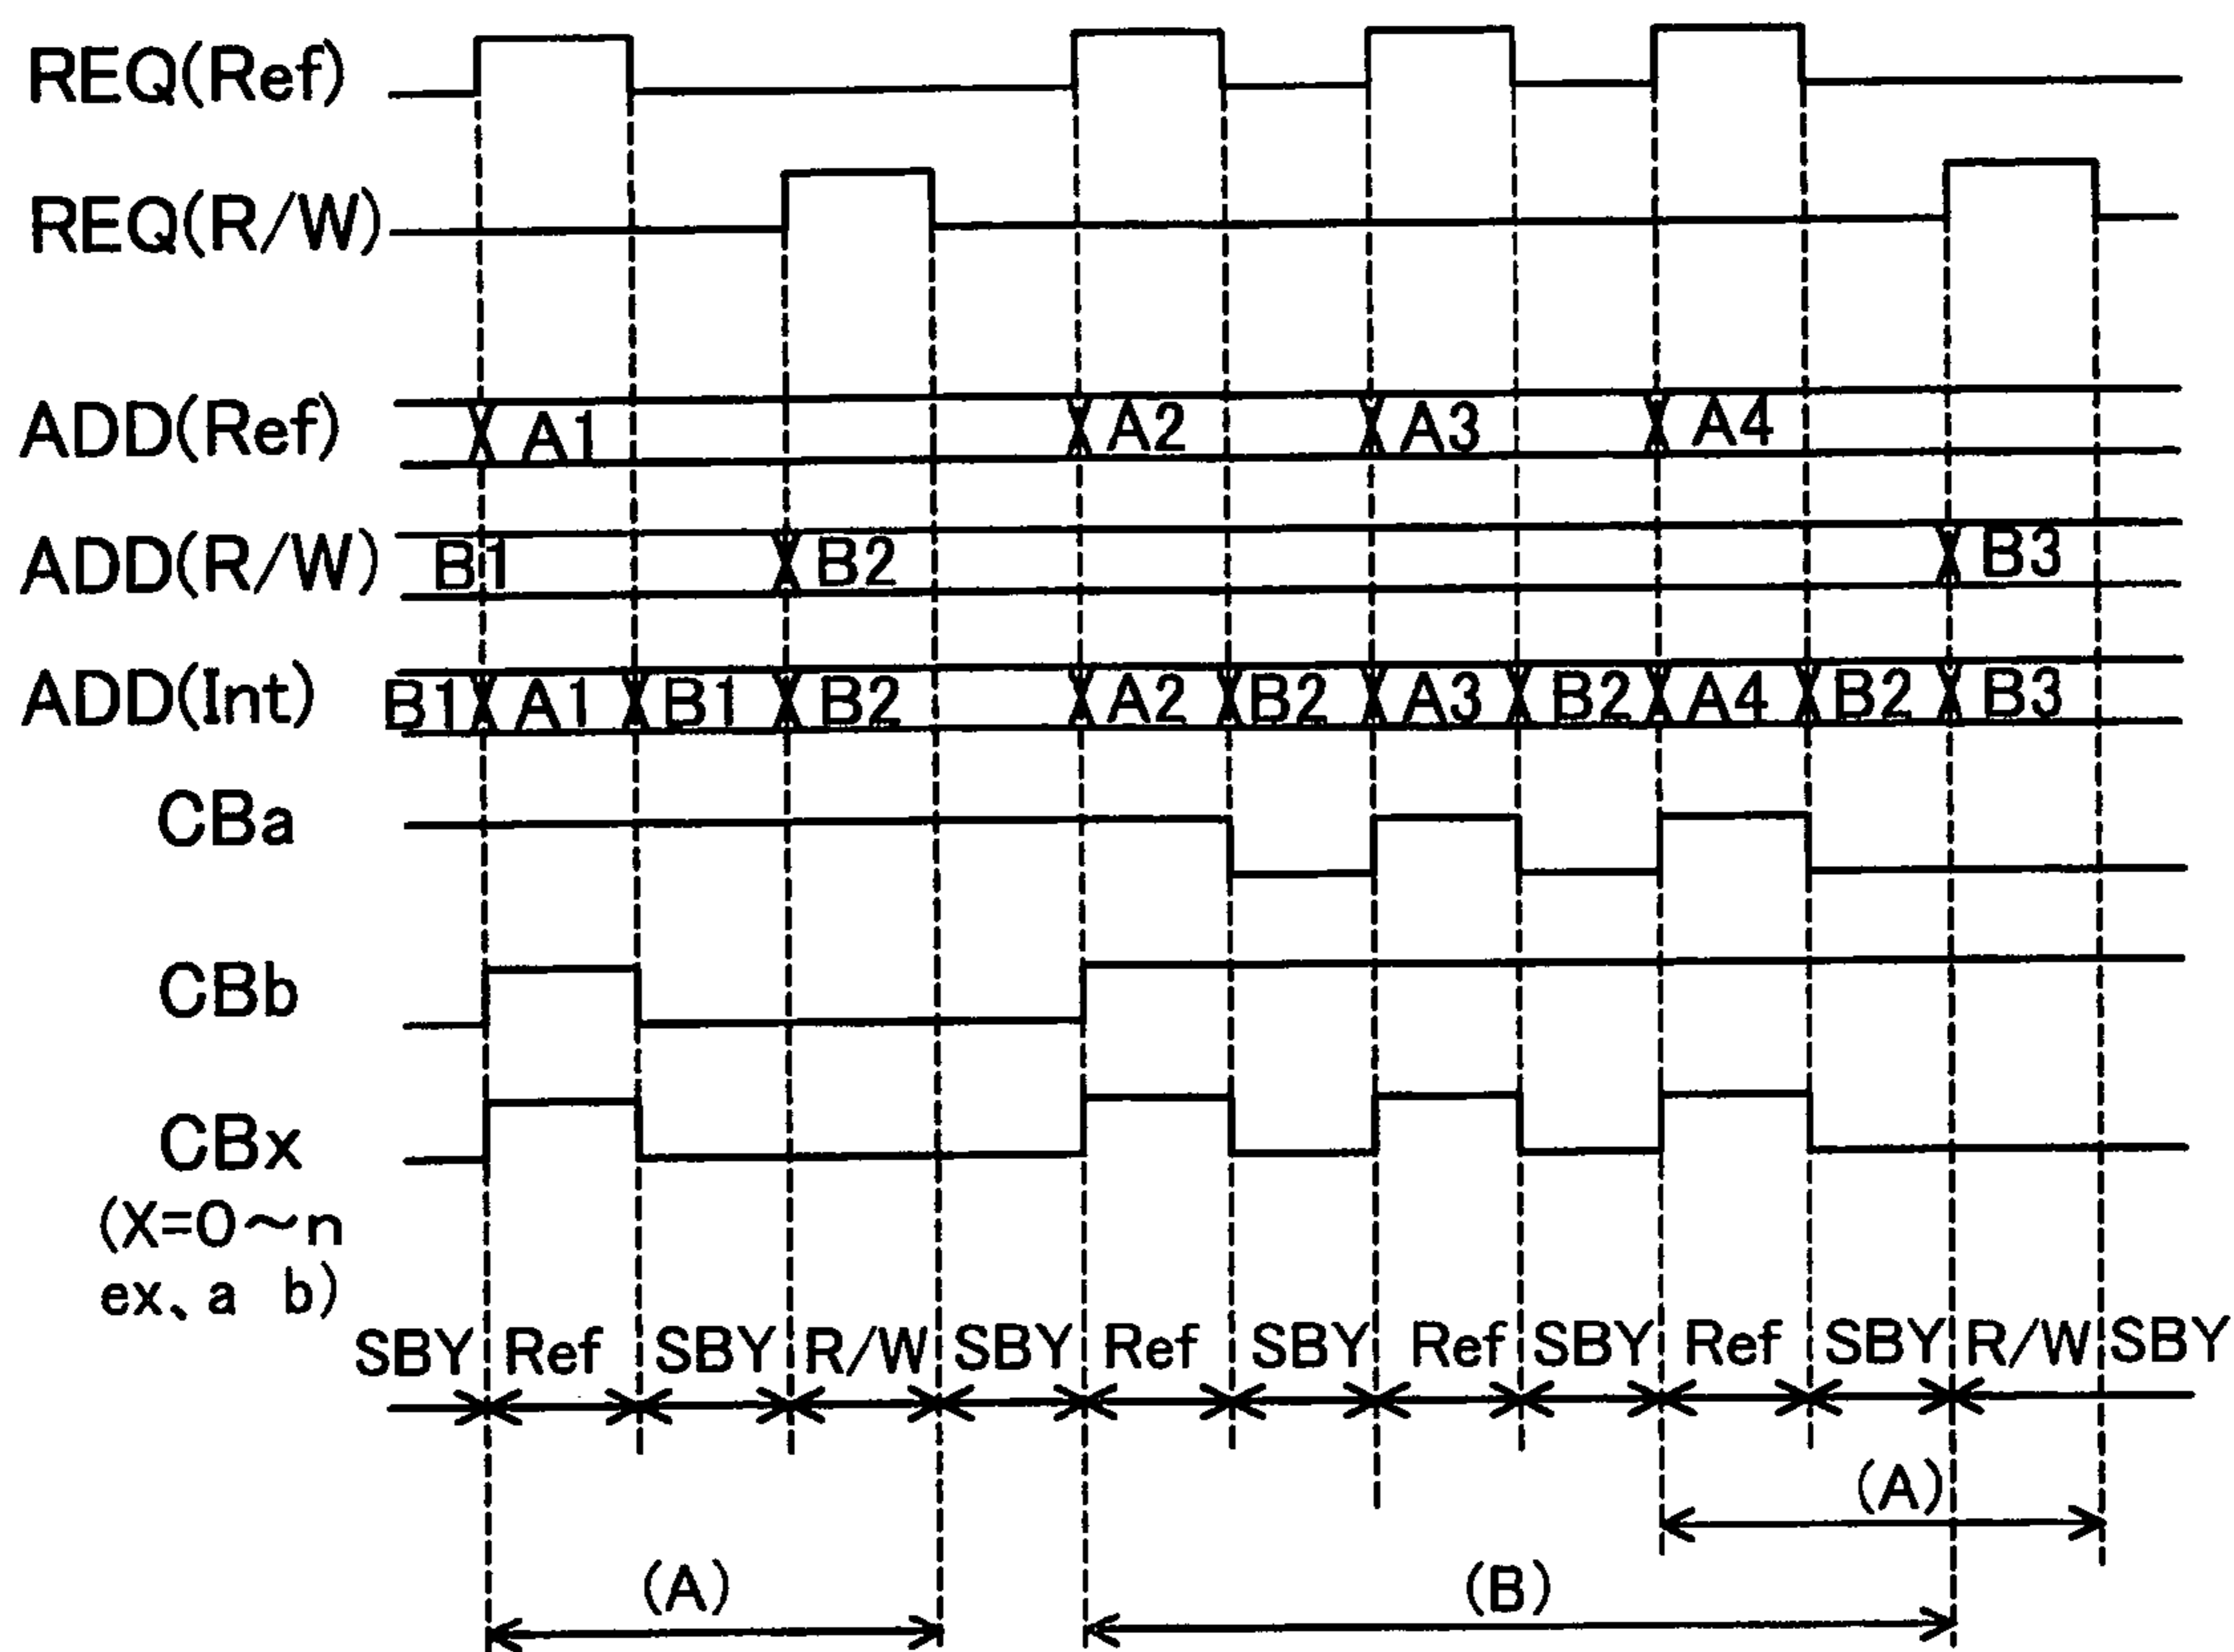 REQ(Ref)
REQ(R/W)
ADD(Ref) A1 A2 A3 A4
ADD(R/W) B1 B2 B3
ADD(Int) B1 A1 B1 B2 A2 B2 A3 B2 A4 B2 B3
CBa
CBb
CBx
(X=0～n
ex、a b)
SBY Ref SBY R/W SBY Ref SBY Ref SBY Ref SBY R/W SBY
(A)
(A) (B)